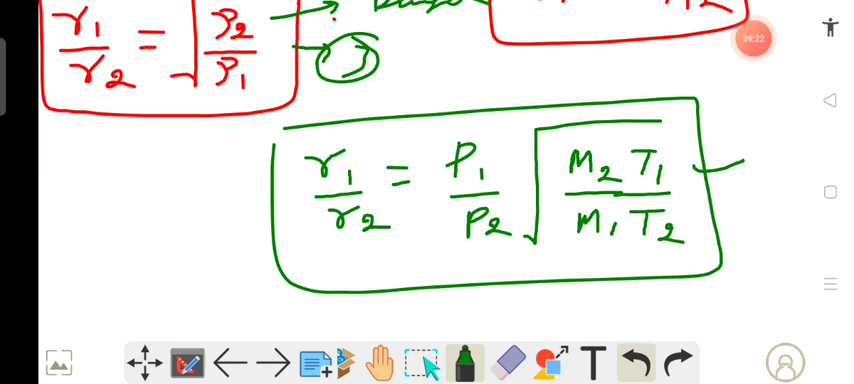 39:22
r₁/r₂ = √(ρ₂/ρ₁)
r₁/r₂ = P₁/P₂ √(M₂ T₁/M₁ T₂)
T